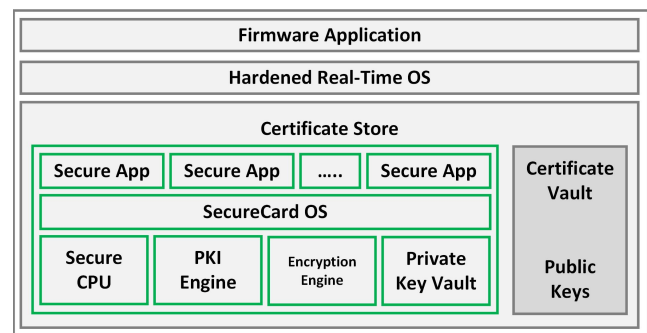 Firmware Application
Hardened Real-Time OS
Certificate Store
Secure App
Secure App
.....
Secure App
SecureCard OS
Secure
CPU
PKI
Engine
Encryption
Engine
Private
Key Vault
Certificate
Vault
Public
Keys